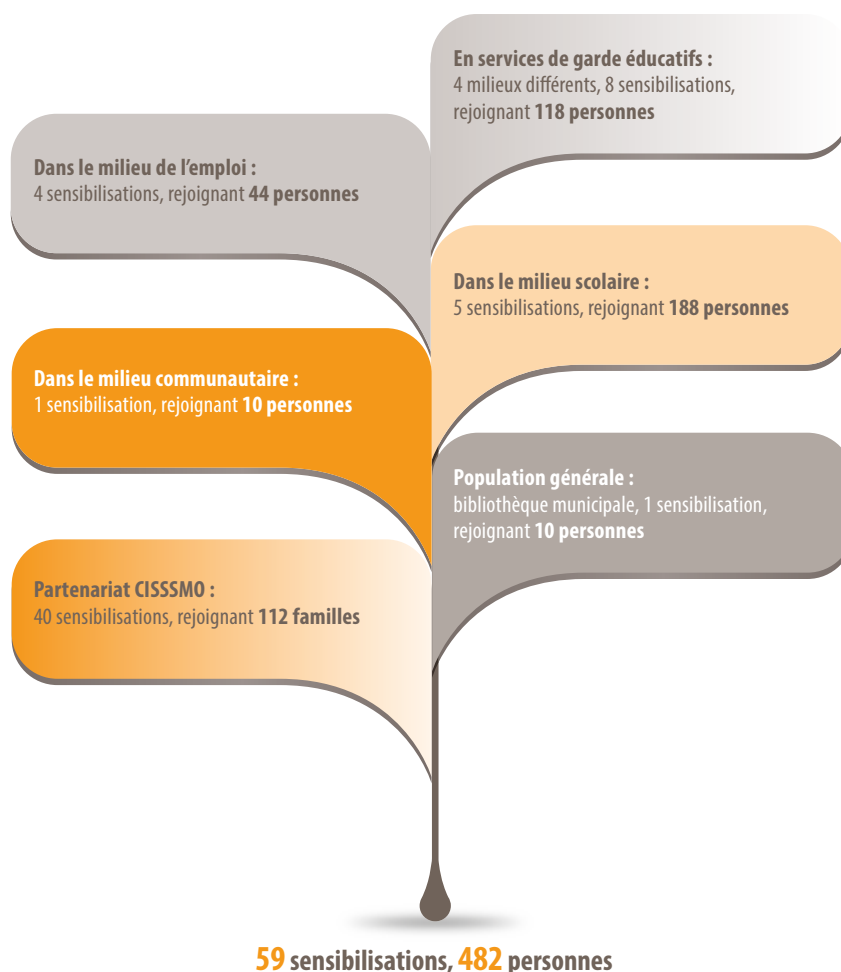 En services de garde éducatifs :
4 milieux différents, 8 sensibilisations,
rejoignant 118 personnes
Dans le milieu de l'emploi :
4 sensibilisations, rejoignant 44 personnes
Dans le milieu scolaire :
5 sensibilisations, rejoignant 188 personnes
Dans le milieu communautaire :
1 sensibilisation, rejoignant 10 personnes
Population générale :
bibliothèque municipale, 1 sensibilisation,
rejoignant 10 personnes
Partenariat CISSSMO :
40 sensibilisations, rejoignant 112 familles
59 sensibilisations, 482 personnes